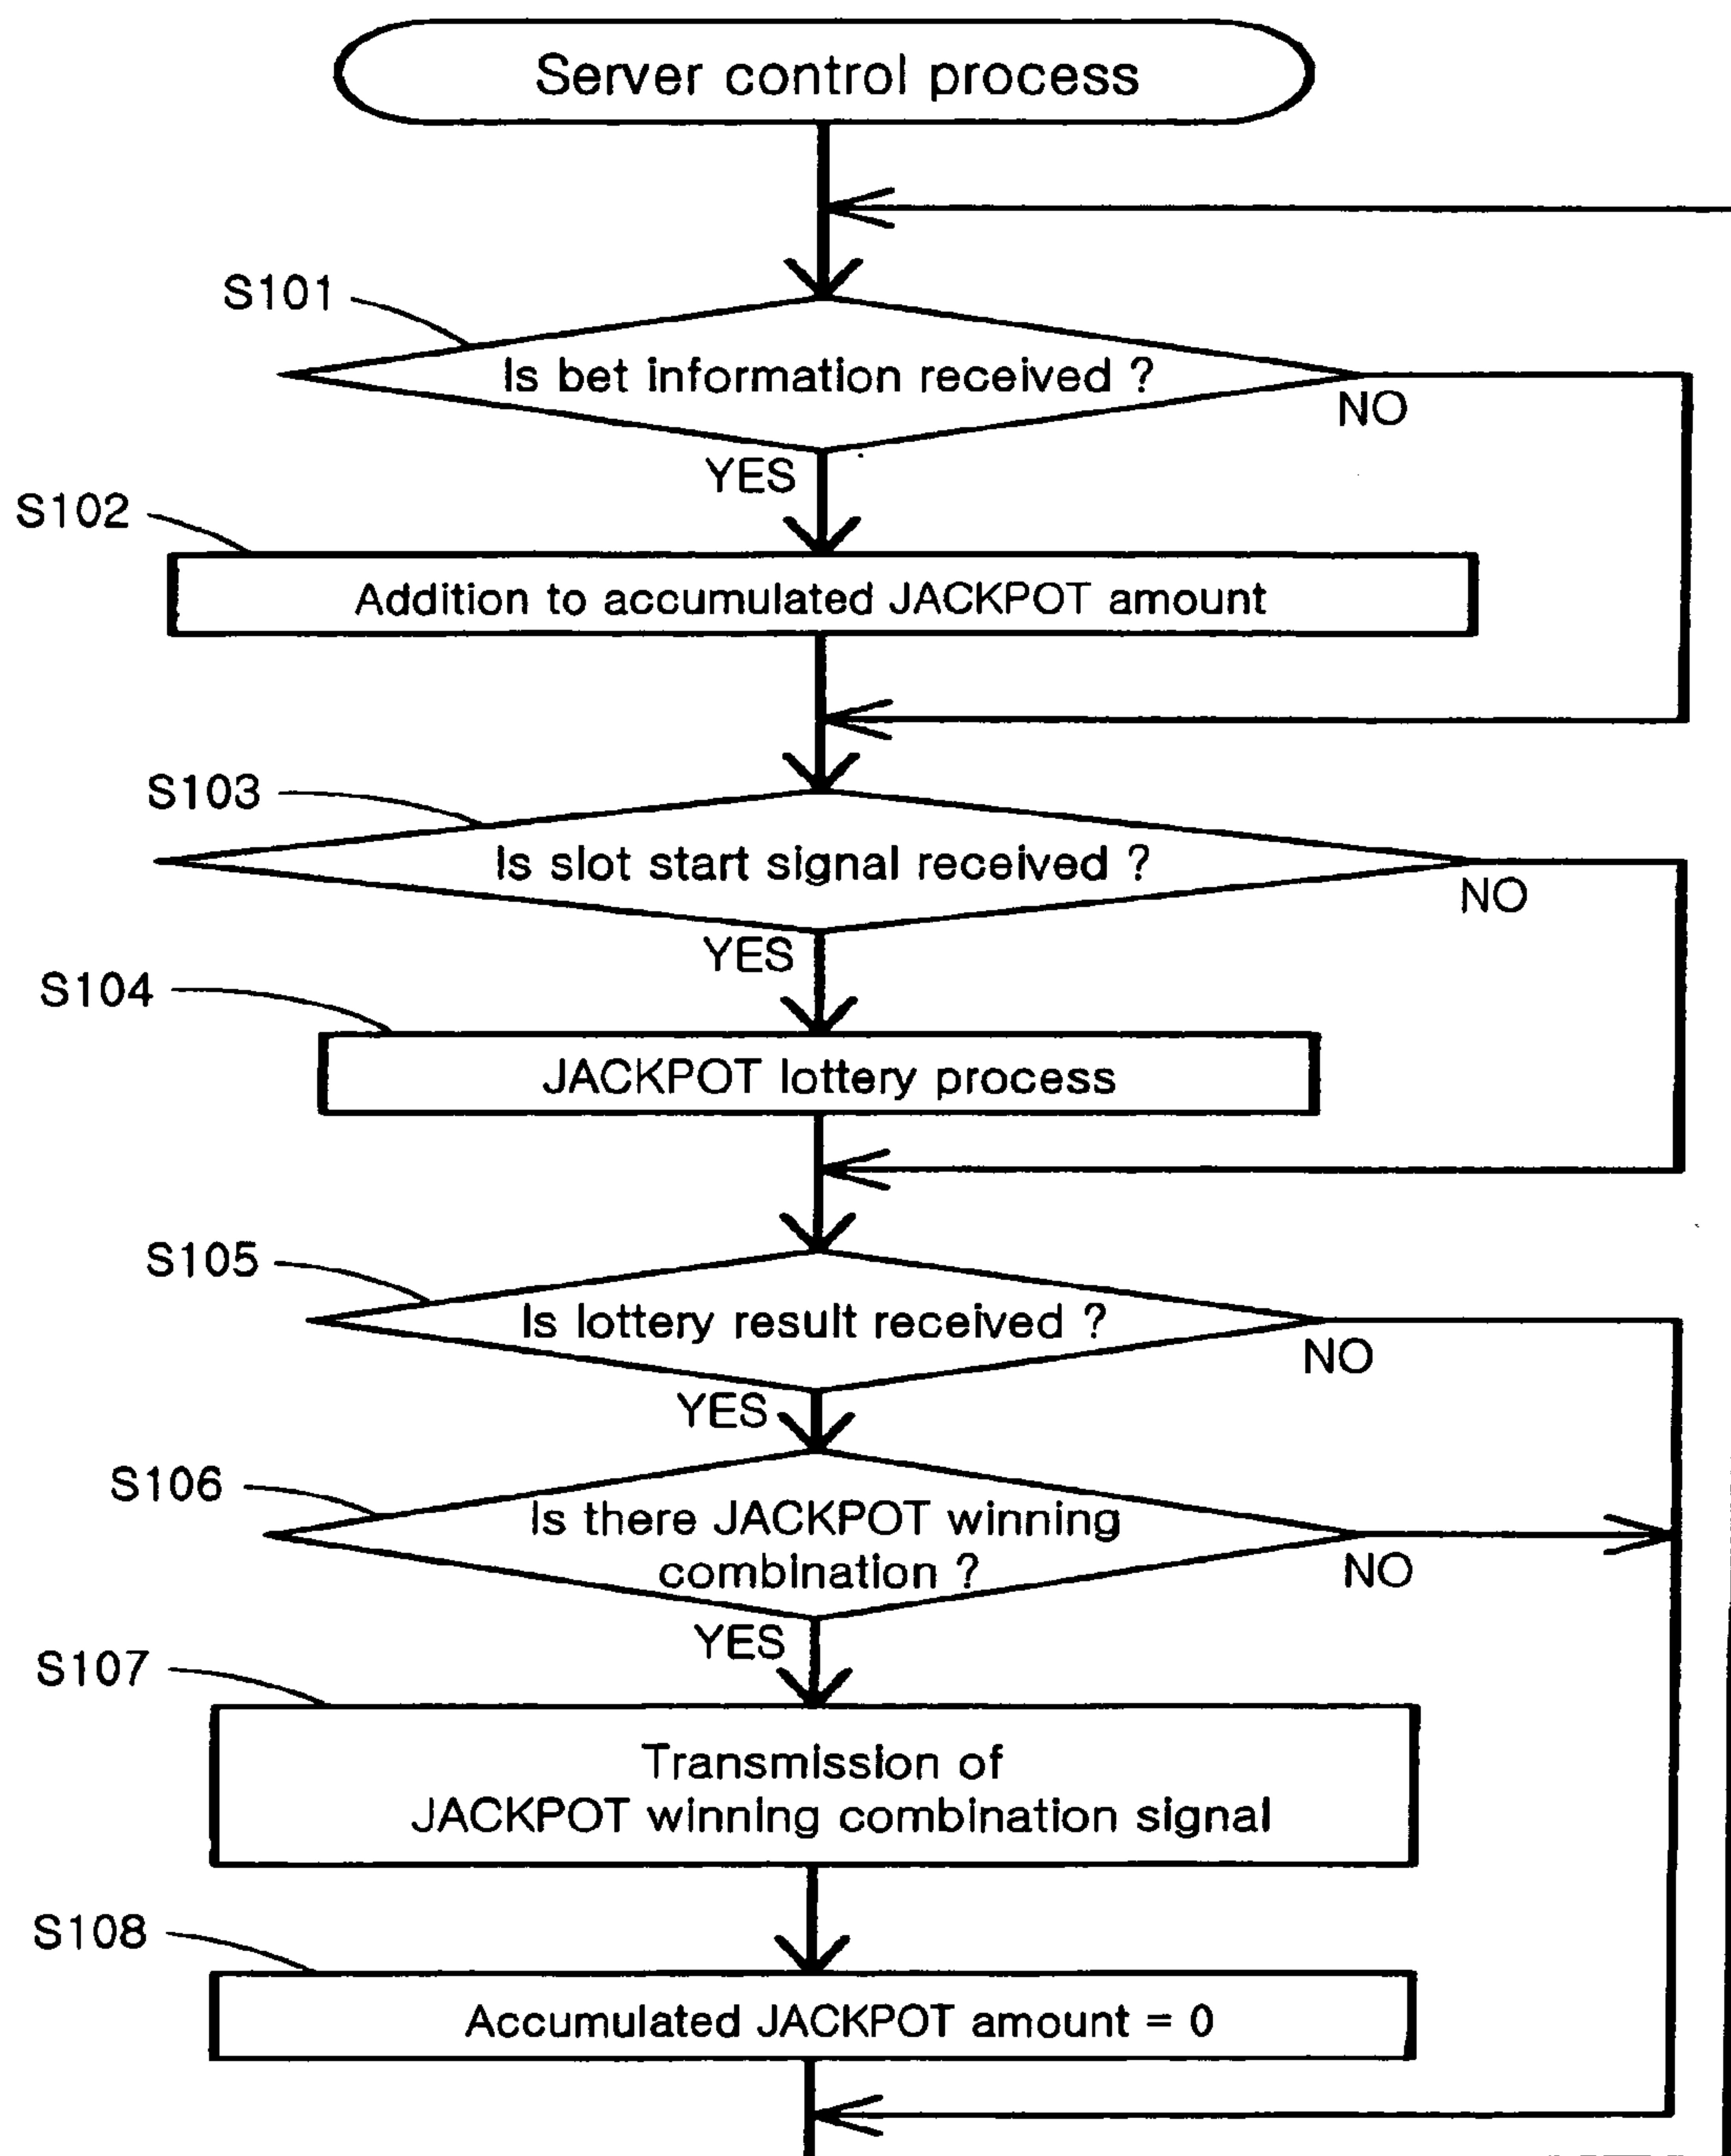 Server control process
S101
Is bet information received ?
NO
YES
S102
Addition to accumulated JACKPOT amount
S103
Is slot start signal received ?
NO
YES
S104
JACKPOT lottery process
S105
Is lottery result received ?
NO
YES
S106
Is there JACKPOT winning
combination ?
NO
YES
S107
Transmission of
JACKPOT winning combination signal
S108
Accumulated JACKPOT amount = 0